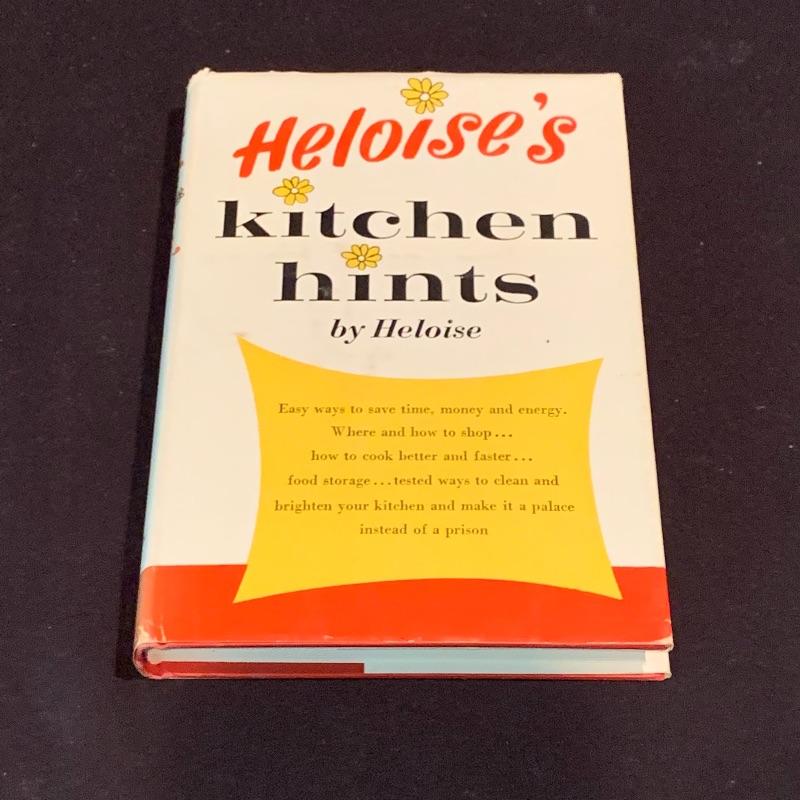 Heloise's
kitchen
hints
by Heloise
Easy ways to save time, money and energy.
Where and how to shop...
how to cook better and faster...
food storage...tested ways to clean and
brighten your kitchen and make it a palace
instead of a prison